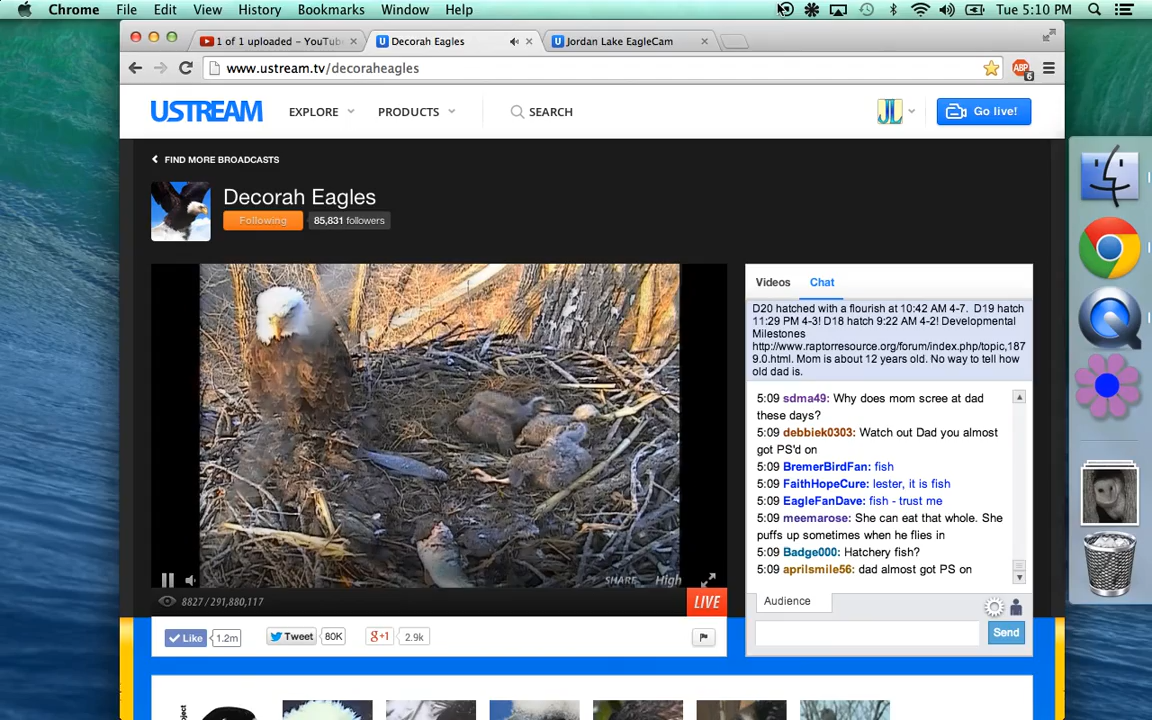 Chrome File Edit View History Bookmarks Window Help Tue 5:10 PM
1 of 1 uploaded - YouTube Decorah Eagles Jordan Lake EagleCam
www.ustream.tv/decoraheagles ABP 6
USTREAM EXPLORE PRODUCTS SEARCH JL Go live!
FIND MORE BROADCASTS
Decorah Eagles
Following 85,831 followers
Videos Chat
D20 hatched with a flourish at 10:42 AM 4-7. D19 hatch
11:29 PM 4-3! D18 hatch 9:22 AM 4-2! Developmental
Milestones
http://www.raptorresource.org/forum/index.php/topic,187
9.0.html. Mom is about 12 years old. No way to tell how
old dad is.
5:09 sdma49: Why does mom scree at dad
these days?
5:09 debbiek0303: Watch out Dad you almost
got PS'd on
5:09 BremerBirdFan: fish
5:09 FaithHopeCure: lester, it is fish
5:09 EagleFanDave: fish - trust me
5:09 meemarose: She can eat that whole. She
puffs up sometimes when he flies in
5:09 Badge000: Hatchery fish?
5:09 aprilsmile56: dad almost got PS on
SHARE High
8827 / 291,880,117 LIVE
Audience
Send
Like 1.2m Tweet 80K g+1 2.9k